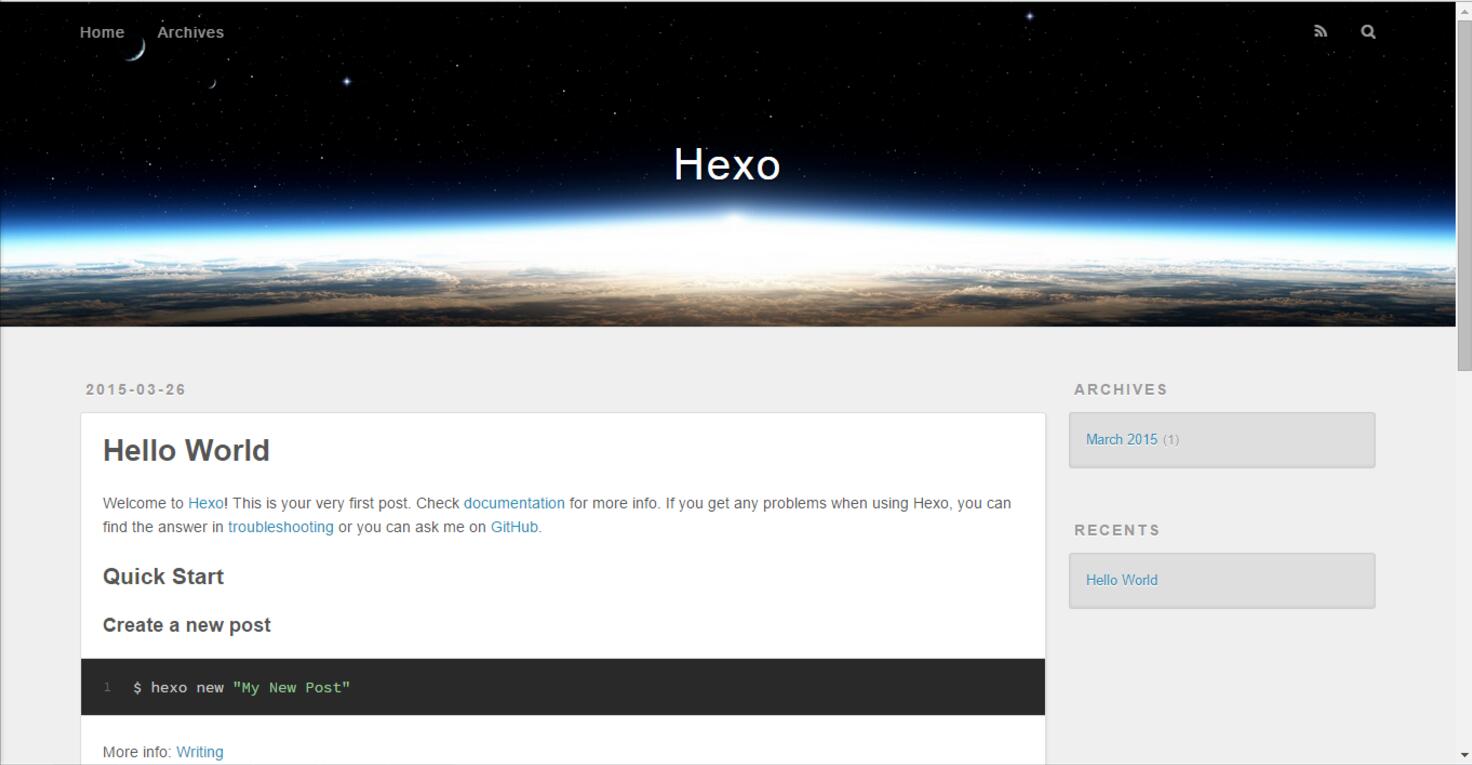 Home Archives
Hexo
2015-03-26
Hello World
Welcome to Hexo! This is your very first post. Check documentation for more info. If you get any problems when using Hexo, you can
find the answer in troubleshooting or you can ask me on GitHub.
Quick Start
Create a new post
1 $ hexo new "My New Post"
More info: Writing
ARCHIVES
March 2015 (1)
RECENTS
Hello World